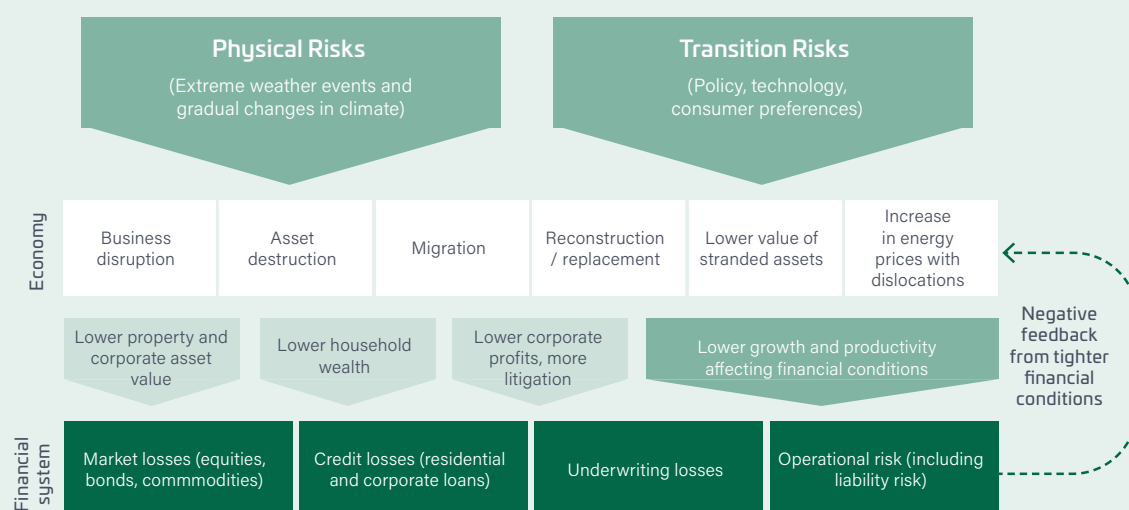 Physical Risks
(Extreme weather events and
gradual changes in climate)
Transition Risks
(Policy, technology,
consumer preferences)
Economy
Business
disruption
Asset
destruction
Migration
Reconstruction
/ replacement
Lower value of
stranded assets
Increase
in energy
prices with
dislocations
Lower property and
corporate asset
value
Lower household
wealth
Lower corporate
profits, more
litigation
Lower growth and productivity
affecting financial conditions
Negative
feedback
from tighter
financial
conditions
Financial
system
Market losses (equities,
bonds, commmodities)
Credit losses (residential
and corporate loans)
Underwriting losses
Operational risk (including
liability risk)